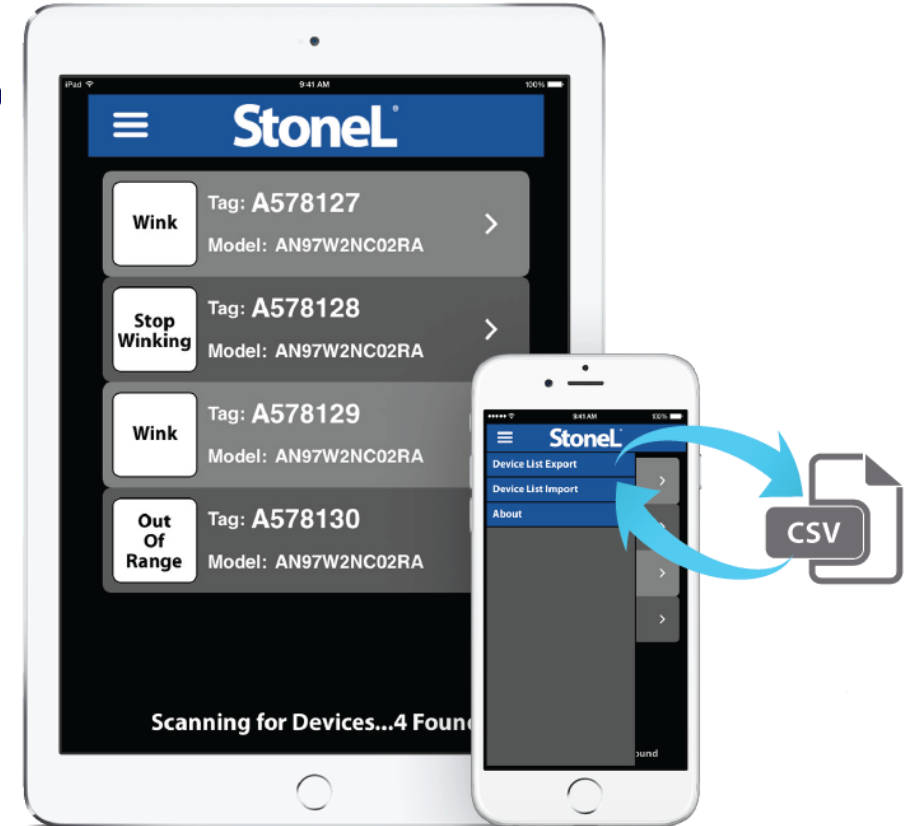 iPad 9:41 AM 100%
StoneL
Wink
Tag: A578127
Model: AN97W2NC02RA
Stop
Winking
Tag: A578128
Model: AN97W2NC02RA
Wink
Tag: A578129
Model: AN97W2NC02RA
Out
Of
Range
Tag: A578130
Model: AN97W2NC02RA
Scanning for Devices...4 Foun
9:41 AM 100%
StoneL
Device List Export
Device List Import
About
ound
CSV